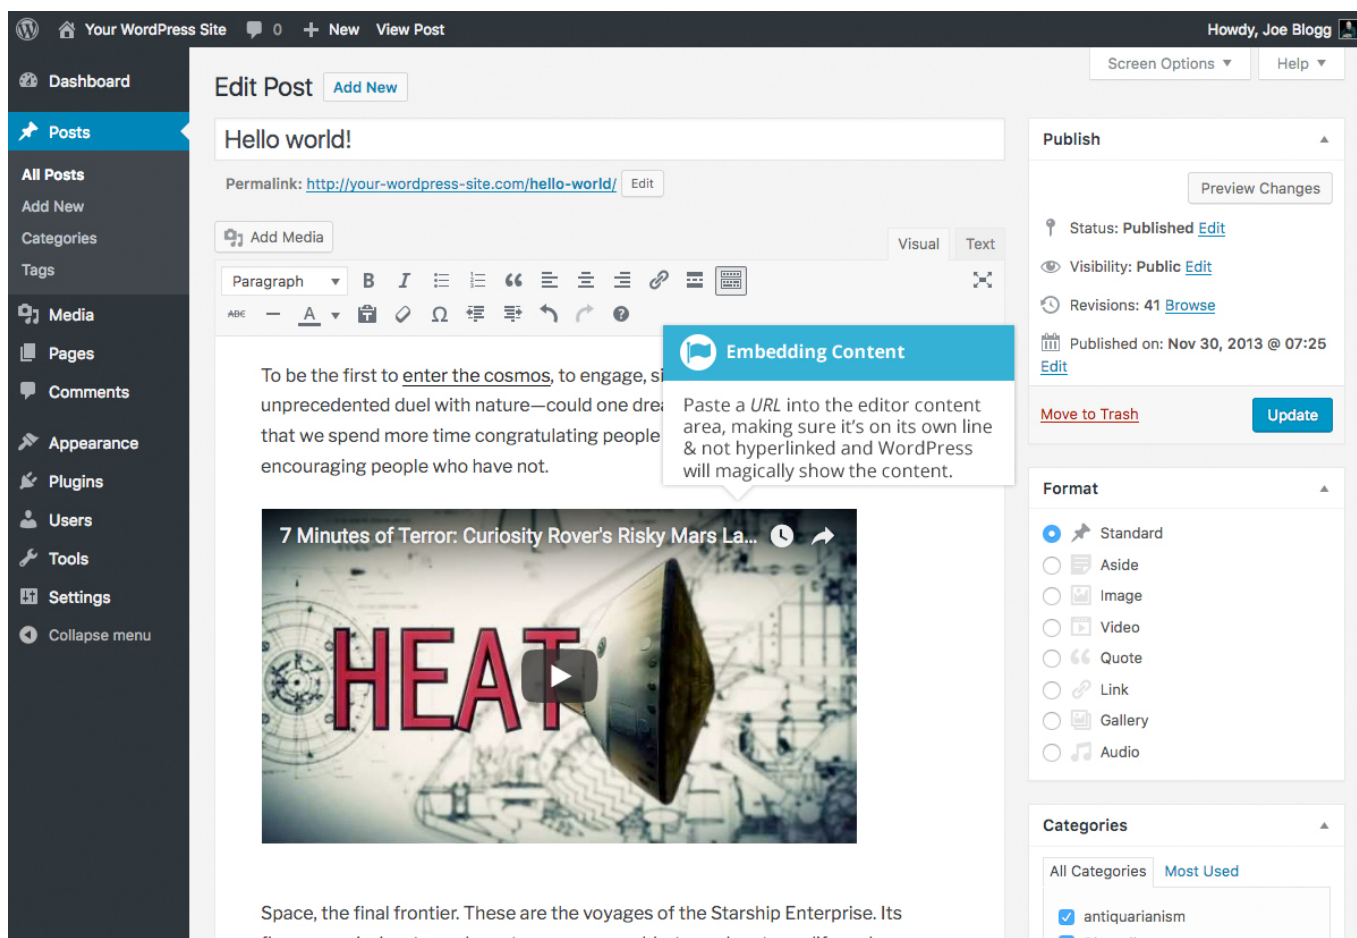 Your WordPress Site 0 New View Post Howdy, Joe Blogg
Screen Options Help
Dashboard
Posts
All Posts
Add New
Categories
Tags
Media
Pages
Comments
Appearance
Plugins
Users
Tools
Settings
Collapse menu
Edit Post Add New
Hello world!
Permalink: http://your-wordpress-site.com/hello-world/ Edit
Add Media
Visual Text
Paragraph B I
ABC A Ω
To be the first to enter the cosmos, to engage,
unprecedented duel with nature—could one
that we spend more time congratulating people
encouraging people who have not.
Embedding Content
Paste a URL into the editor content
area, making sure it's on its own line
& not hyperlinked and WordPress
will magically show the content.
7 Minutes of Terror: Curiosity Rover's Risky Mars La...
HEAT
Space, the final frontier. These are the voyages of the Starship Enterprise. Its
Publish
Preview Changes
Status: Published Edit
Visibility: Public Edit
Revisions: 41 Browse
Published on: Nov 30, 2013 @ 07:25
Edit
Move to Trash Update
Format
Standard
Aside
Image
Video
Quote
Link
Gallery
Audio
Categories
All Categories Most Used
antiquarianism